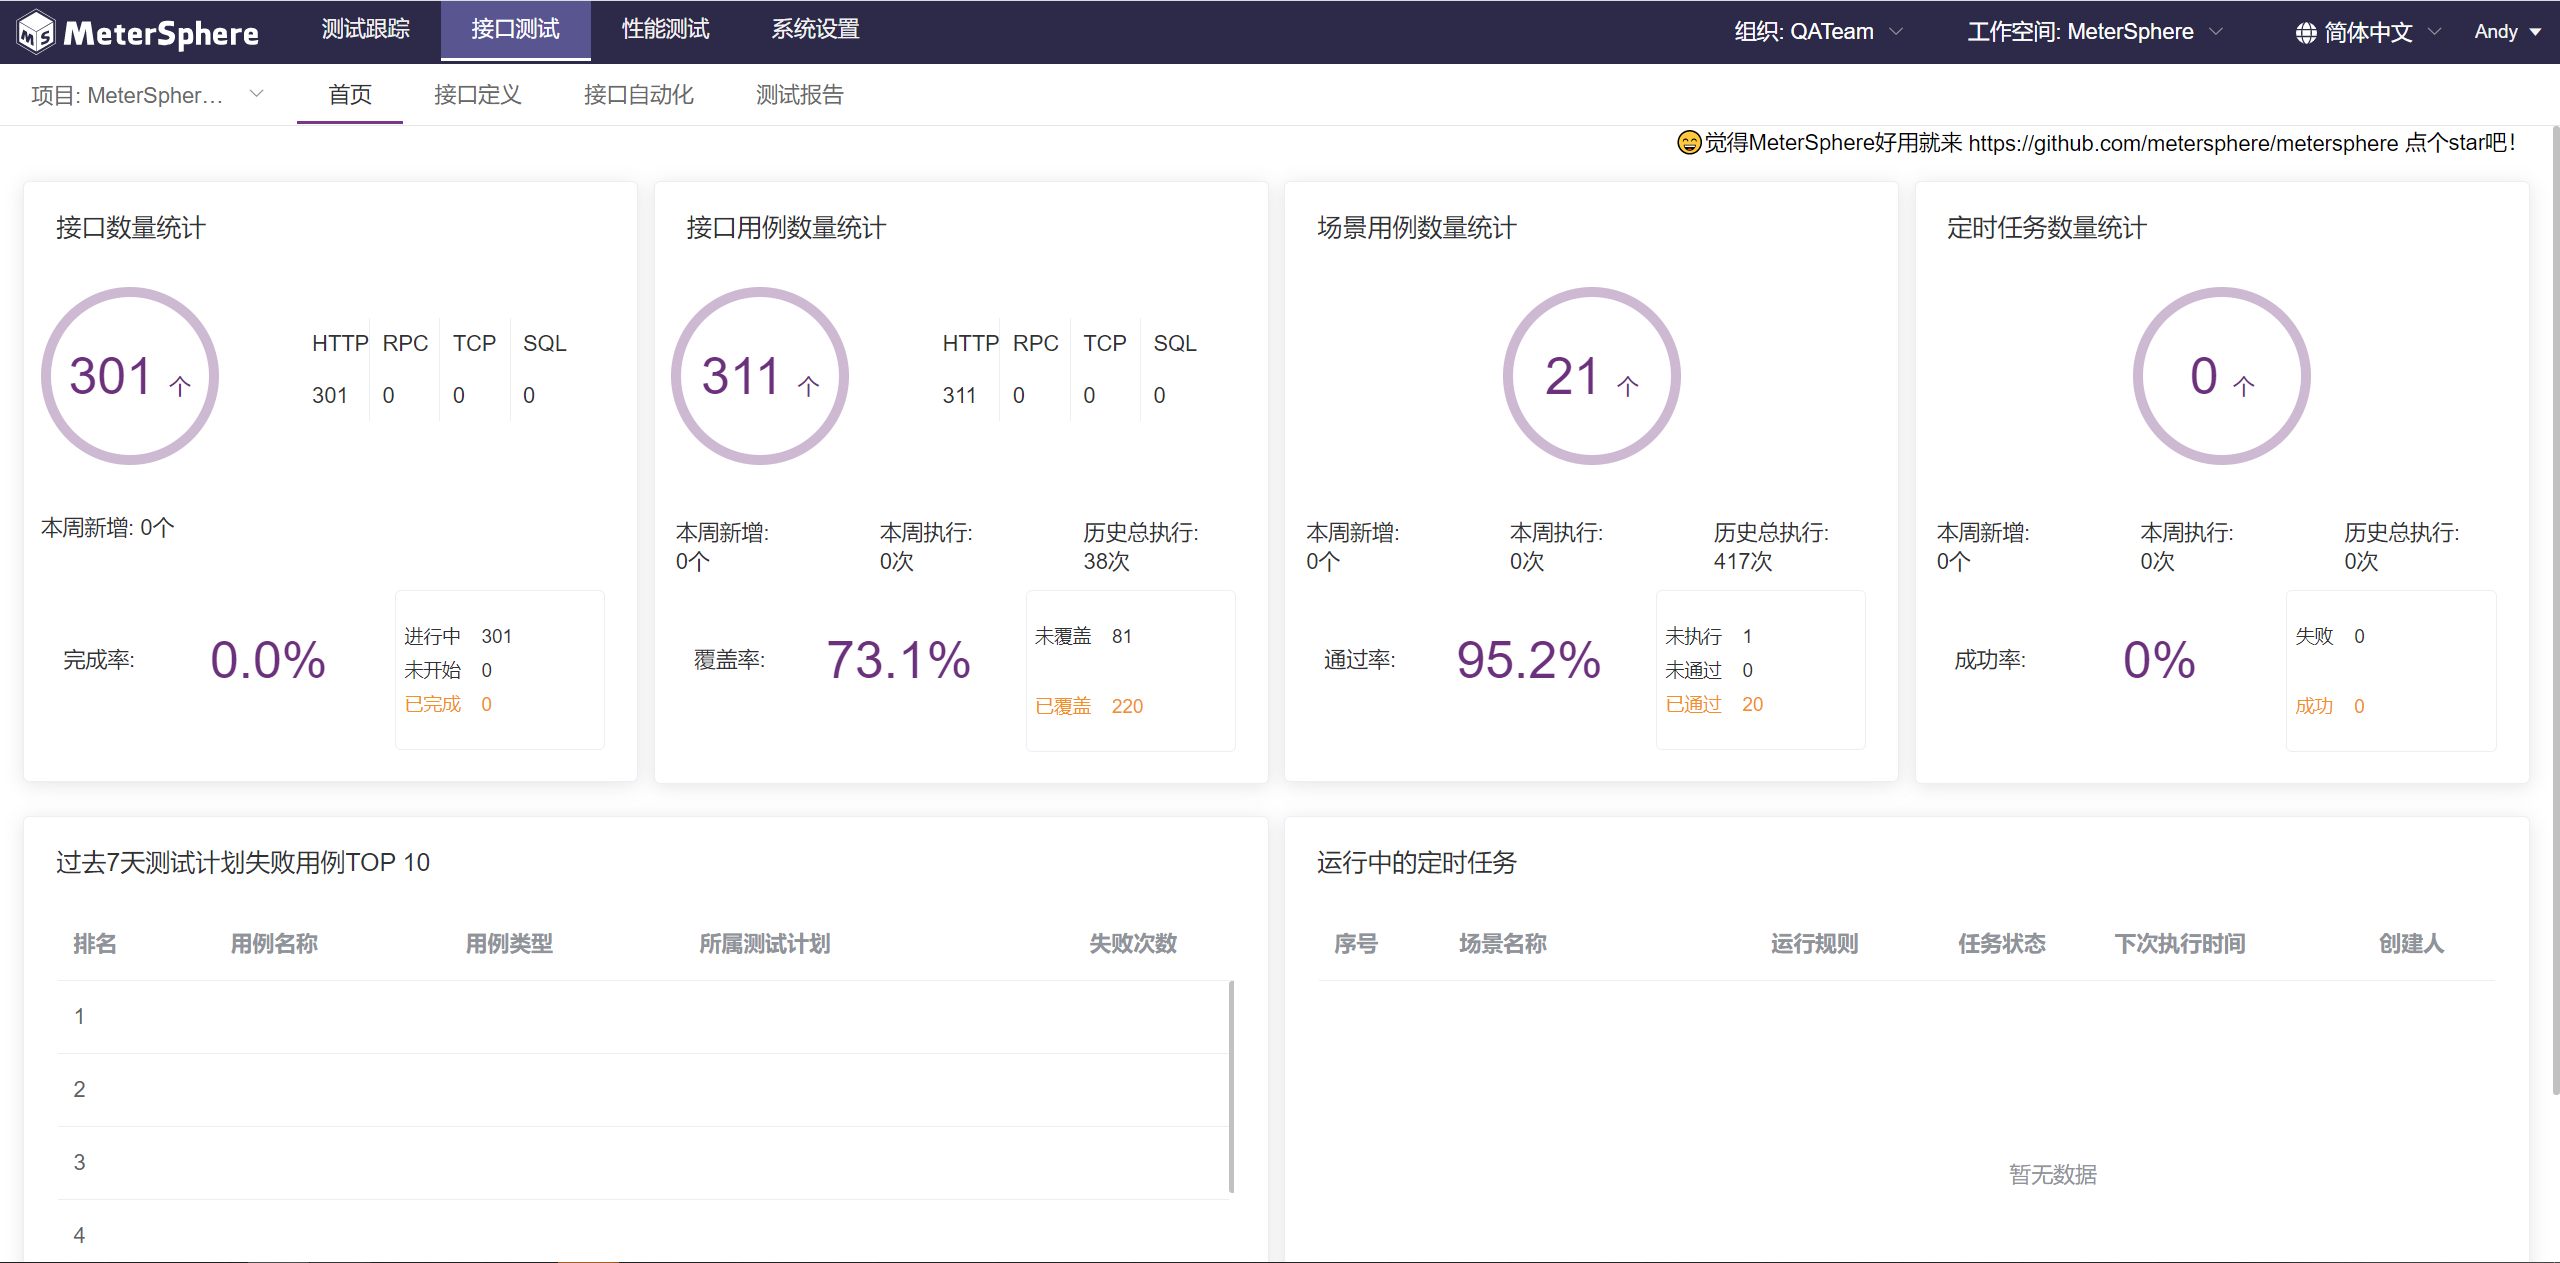 MeterSphere 测试跟踪 接口测试 性能测试 系统设置 组织: QATeam 工作空间: MeterSphere 简体中文 Andy
项目: MeterSpher... 首页 接口定义 接口自动化 测试报告
😄觉得MeterSphere好用就来 https://github.com/metersphere/metersphere 点个star吧!
接口数量统计
301 个
HTTP RPC TCP SQL
301 0 0 0
本周新增: 0个
完成率: 0.0%
进行中 301
未开始 0
已完成 0
接口用例数量统计
311 个
HTTP RPC TCP SQL
311 0 0 0
本周新增: 本周执行: 历史总执行:
0个 0次 38次
覆盖率: 73.1%
未覆盖 81
已覆盖 220
场景用例数量统计
21 个
本周新增: 本周执行: 历史总执行:
0个 0次 417次
通过率: 95.2%
未执行 1
未通过 0
已通过 20
定时任务数量统计
0 个
本周新增: 本周执行: 历史总执行:
0个 0次 0次
成功率: 0%
失败 0
成功 0
过去7天测试计划失败用例TOP 10
排名 用例名称 用例类型 所属测试计划 失败次数
1
2
3
4
运行中的定时任务
序号 场景名称 运行规则 任务状态 下次执行时间 创建人
暂无数据